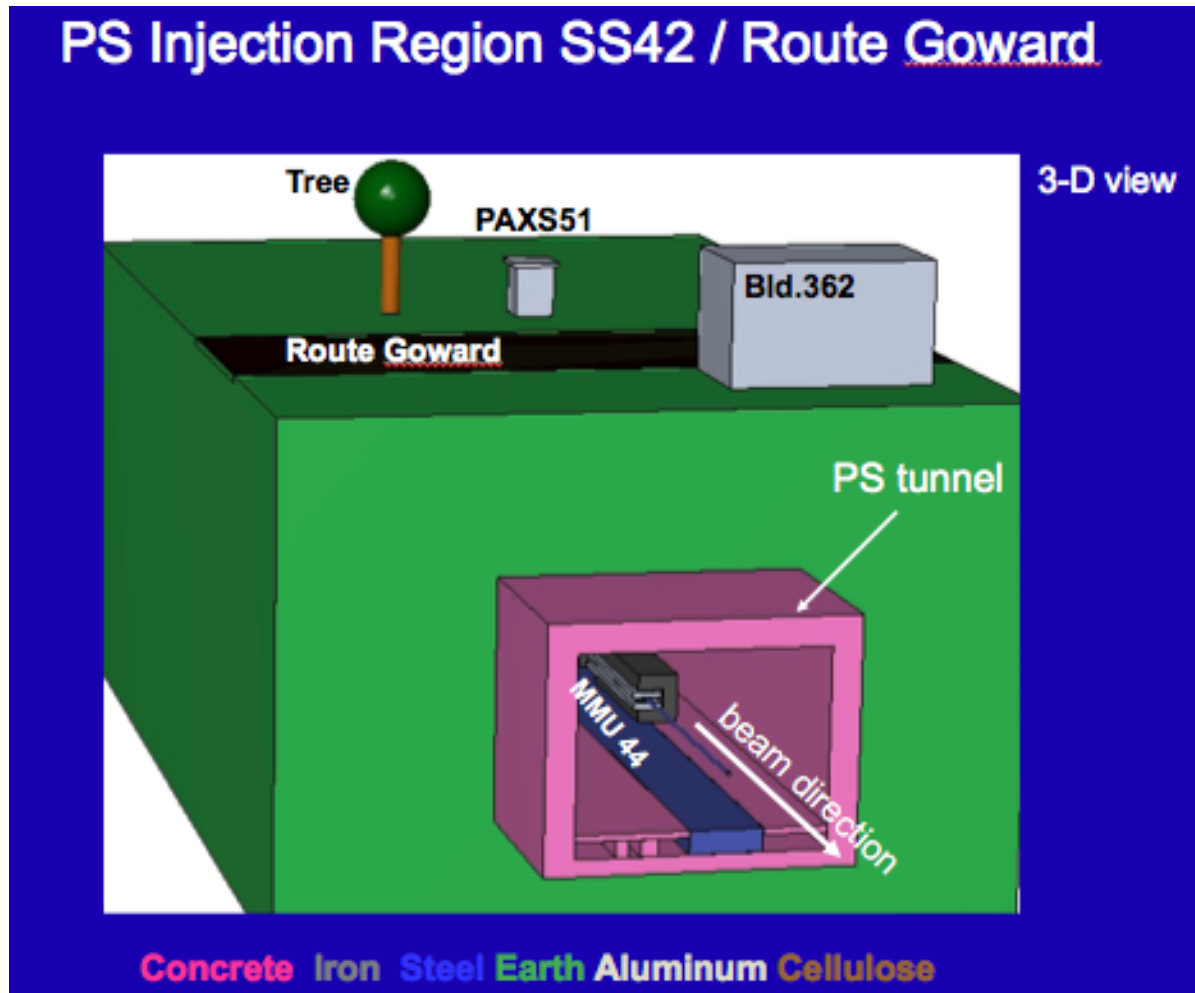 PS Injection Region SS42 / Route Goward
3-D view
Tree
PAXS51
Bld.362
Route Goward
PS tunnel
MMU 44
beam direction
Concrete Iron Steel Earth Aluminum Cellulose